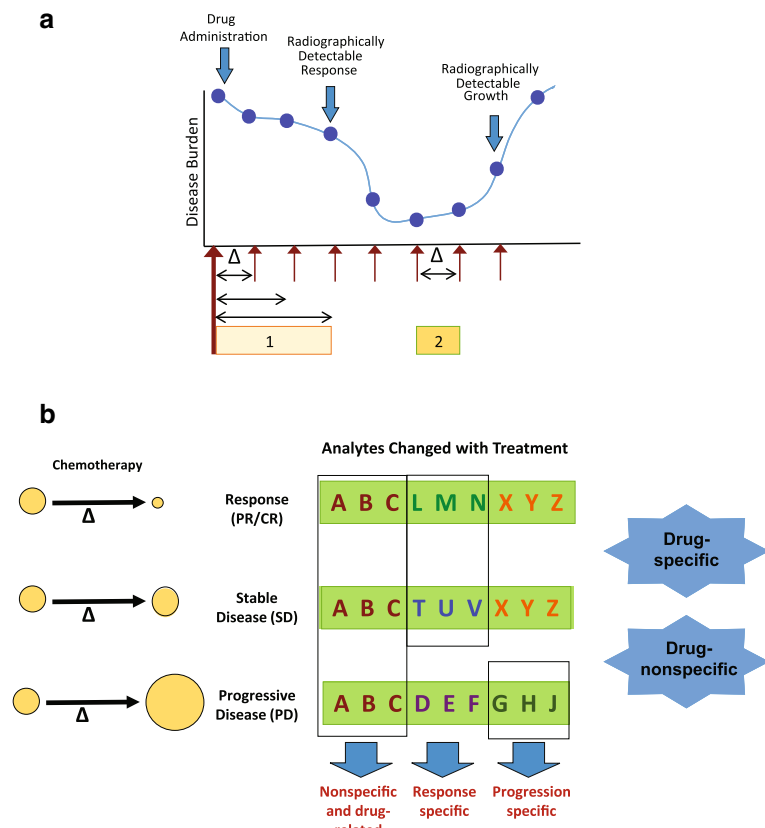 a
Drug
Administration
Radiographically
Detectable
Response
Radiographically
Detectable
Growth
Disease Burden
Δ
Δ
1
2
b
Analytes Changed with Treatment
Chemotherapy
Δ
Response
(PR/CR)
A B C L M N X Y Z
Drug-
specific
Δ
Stable
Disease (SD)
A B C T U V X Y Z
Drug-
nonspecific
Δ
Progressive
Disease (PD)
A B C D E F G H J
Nonspecific
and drug-
related
Response
specific
Progression
specific